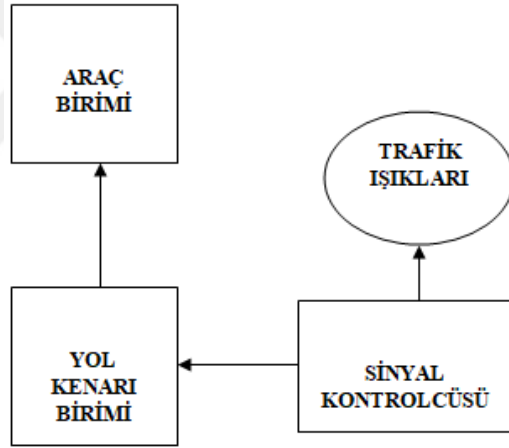 ARAÇ
BİRİMİ
TRAFİK
IŞIKLARI
YOL
KENARI
BİRİMİ
SİNYAL
KONTROLCÜSÜ